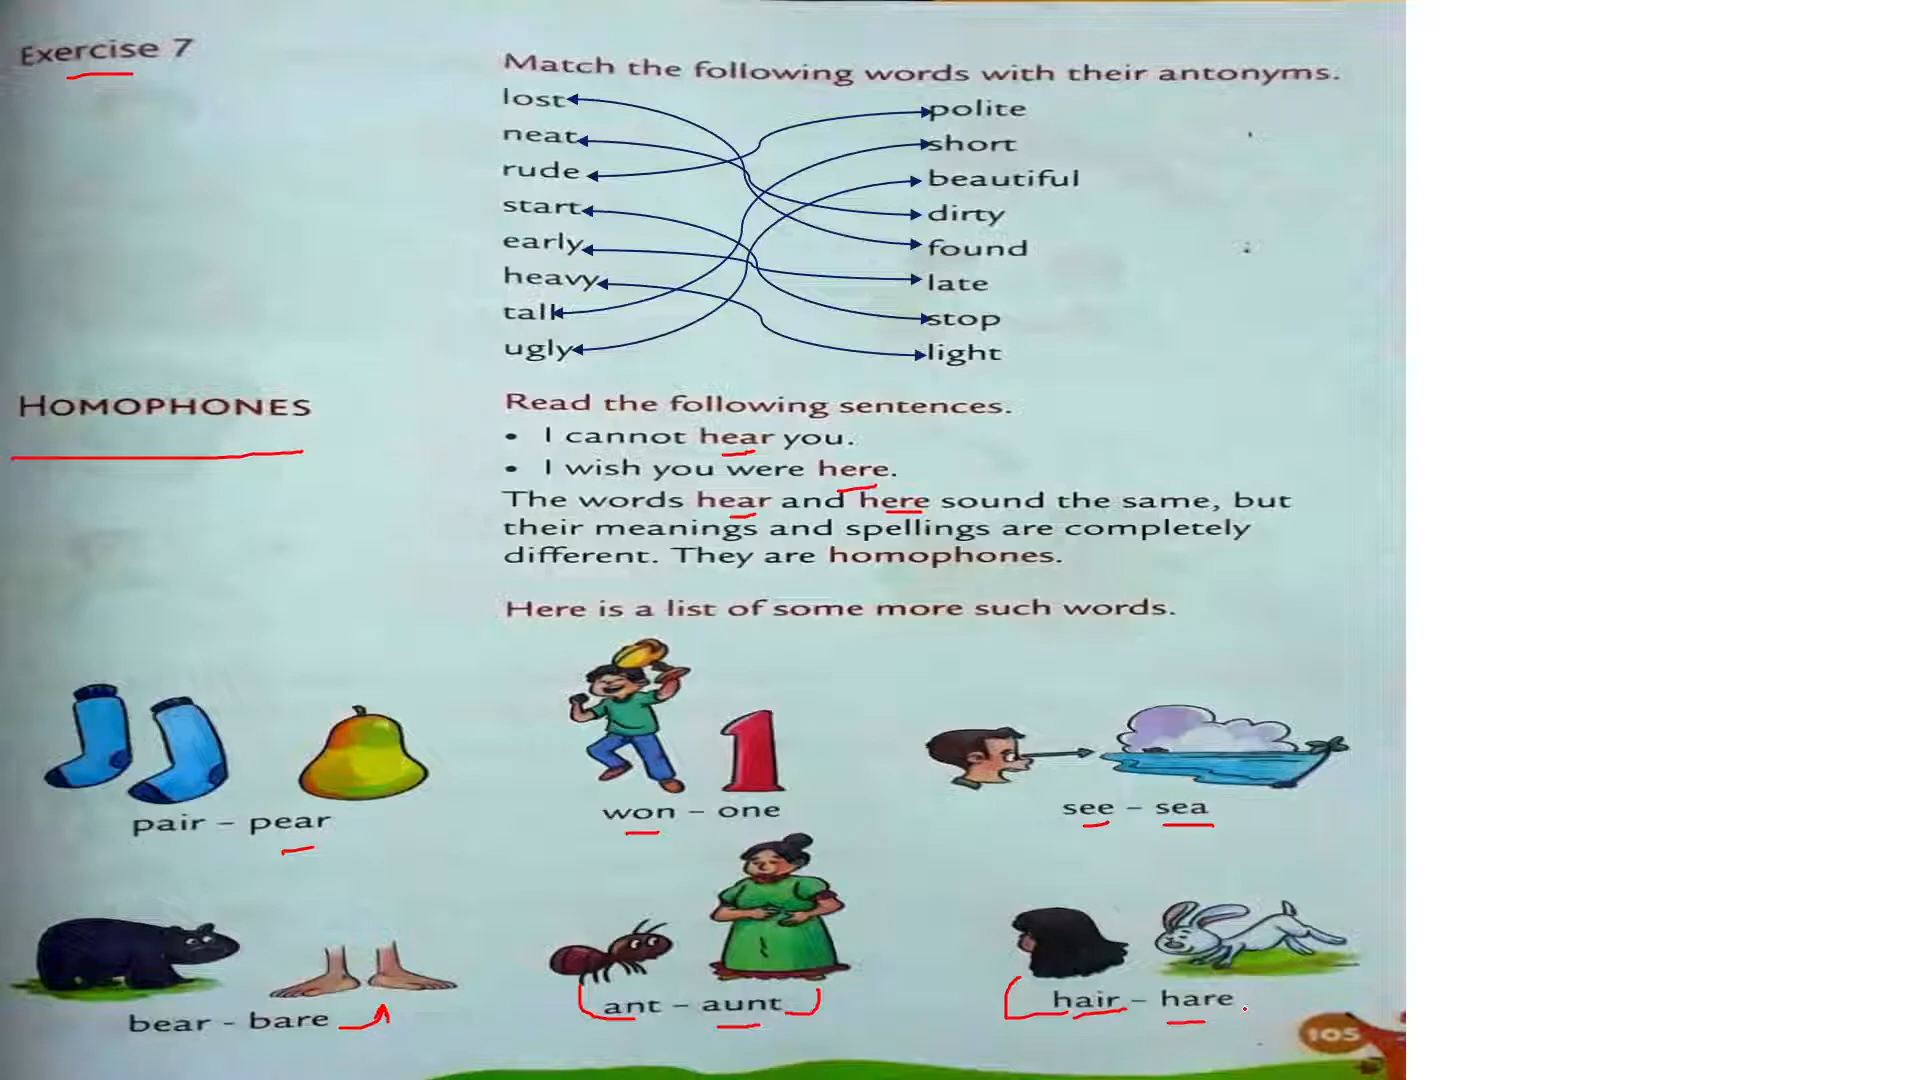 Exercise 7
Match the following words with their antonyms.
lost polite
neat short
rude beautiful
start dirty
early found
heavy late
talk stop
ugly light
HOMOPHONES
Read the following sentences.
• I cannot hear you.
• I wish you were here.
The words hear and here sound the same, but
their meanings and spellings are completely
different. They are homophones.
Here is a list of some more such words.
1
pair – pear
won – one
see – sea
bear - bare
ant – aunt
hair – hare
105